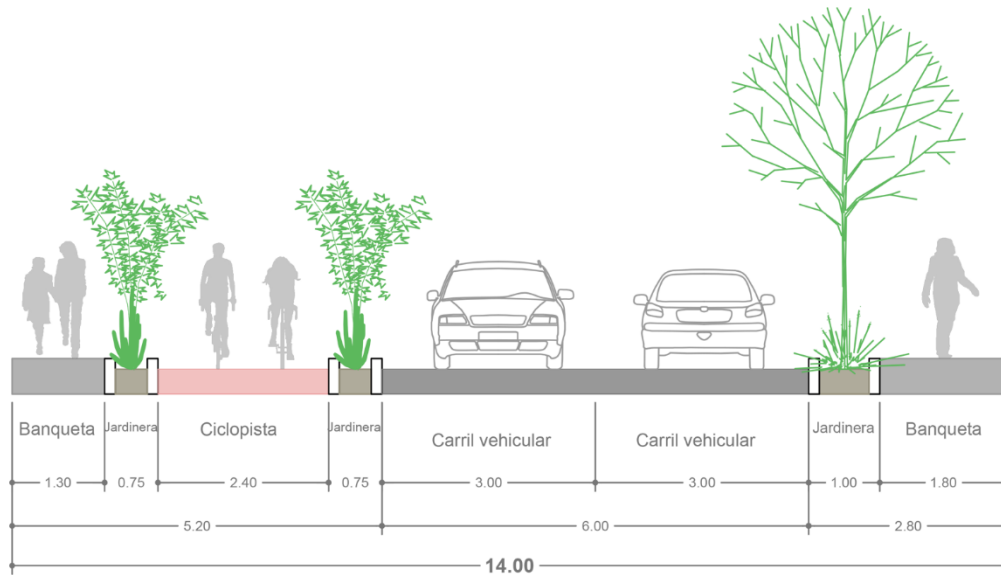 Banqueta Jardinera Ciclopista Jardinera Carril vehicular Carril vehicular Jardinera Banqueta
1.30 0.75 2.40 0.75 3.00 3.00 1.00 1.80
5.20 6.00 2.80
14.00